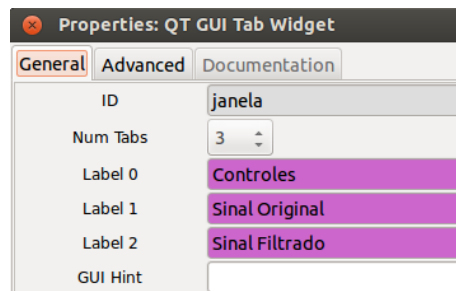 Properties: QT GUI Tab Widget
General Advanced Documentation
ID janela
Num Tabs 3
Label 0 Controles
Label 1 Sinal Original
Label 2 Sinal Filtrado
GUI Hint